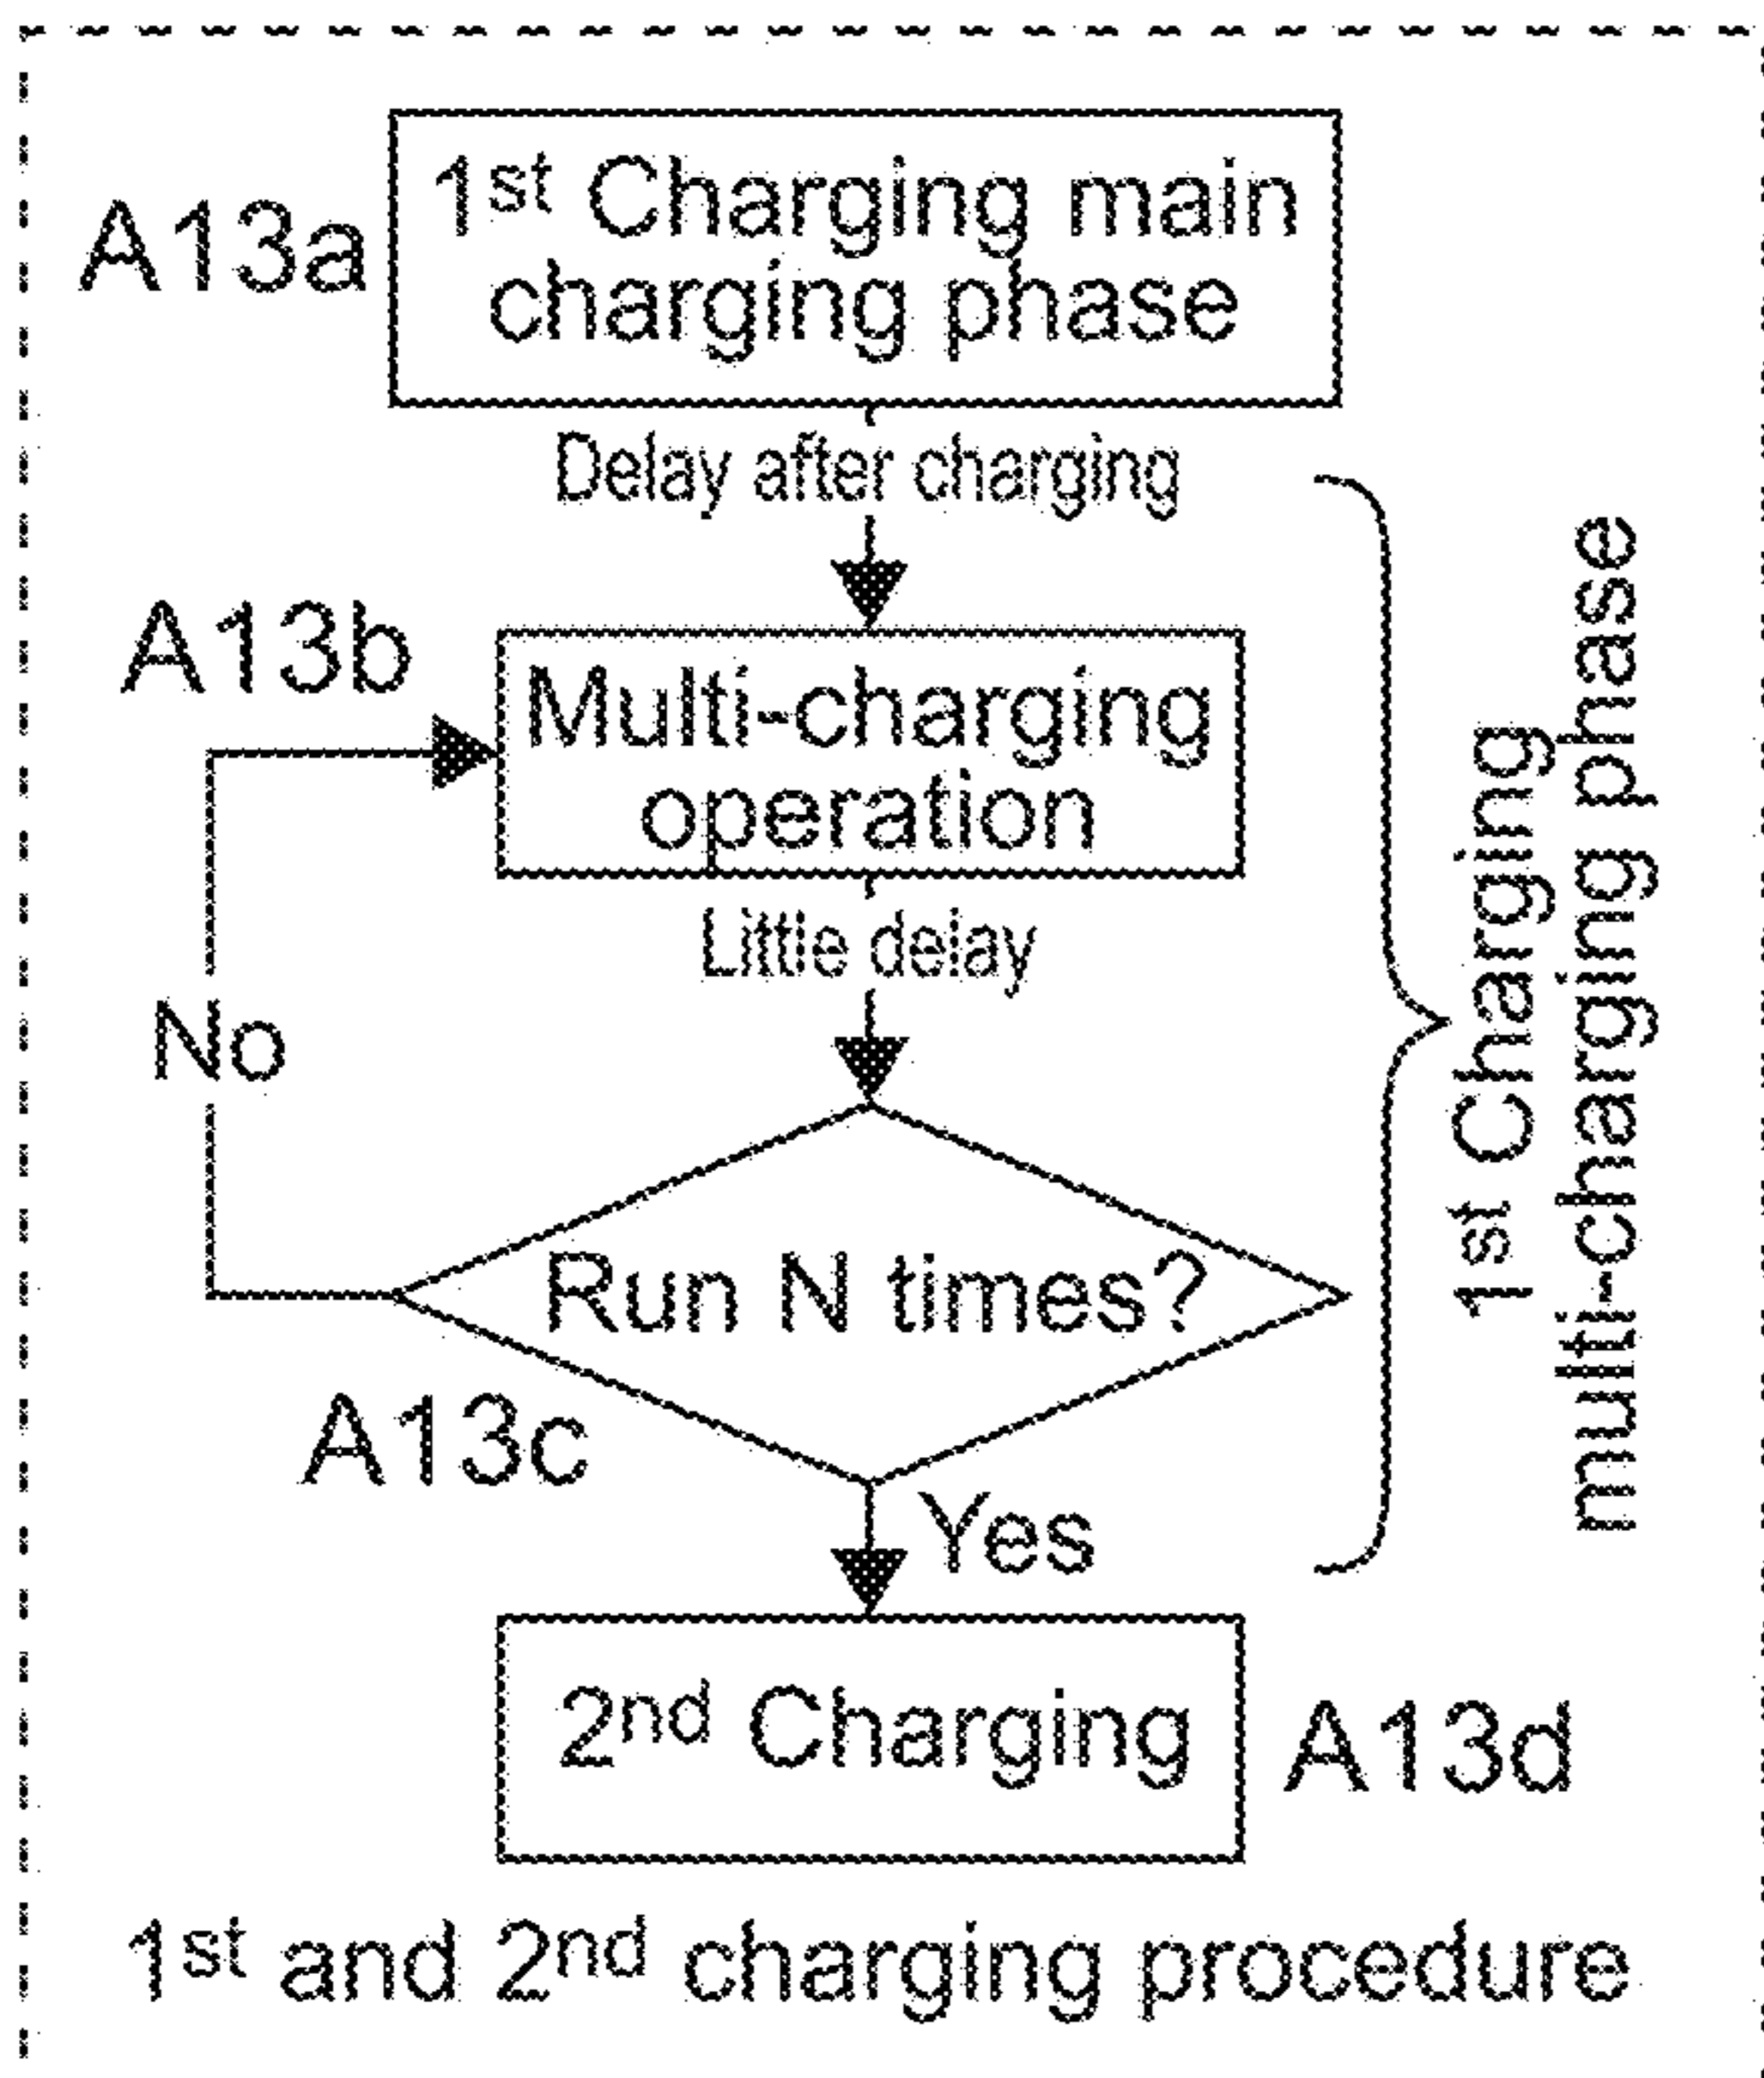 A13a
1st Charging main
charging phase
Delay after charging
A13b
Multi-charging
operation
Little delay
No
Run N times?
A13c
Yes
1st Charging
multi-charging phase
2nd Charging
A13d
1st and 2nd charging procedure